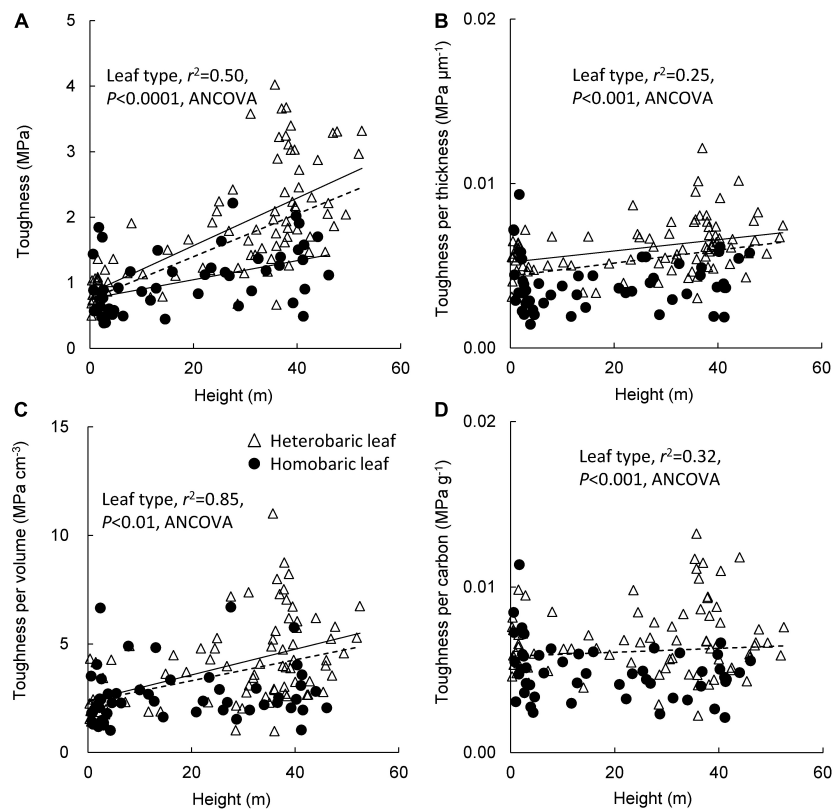 A
5
4
3
2
1
0
Toughness (MPa)
Leaf type, r²=0.50,
P<0.0001, ANCOVA
0 20 40 60
Height (m)
B
0.02
0.01
0.00
Toughness per thickness (MPa µm⁻¹)
Leaf type, r²=0.25,
P<0.001, ANCOVA
0 20 40 60
Height (m)
C
15
10
5
0
Toughness per volume (MPa cm⁻³)
Heterobaric leaf
Homobaric leaf
Leaf type, r²=0.85,
P<0.01, ANCOVA
0 20 40 60
Height (m)
D
0.02
0.01
0.00
Toughness per carbon (MPa g⁻¹)
Leaf type, r²=0.32,
P<0.001, ANCOVA
0 20 40 60
Height (m)